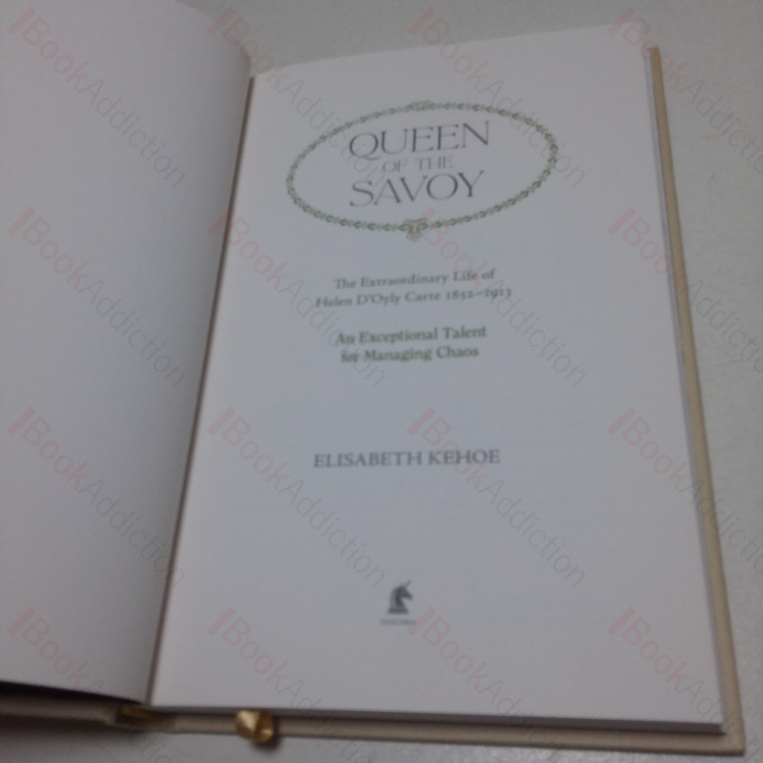 QUEEN
OF THE
SAVOY
The Extraordinary Life of
Helen D'Oyly Carte 1852–1913
An Exceptional Talent
for Managing Chaos
ELISABETH KEHOE
BookAddiction